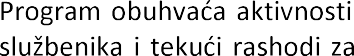 Program obuhvaća aktivnosti
službenika i tekući rashodi za